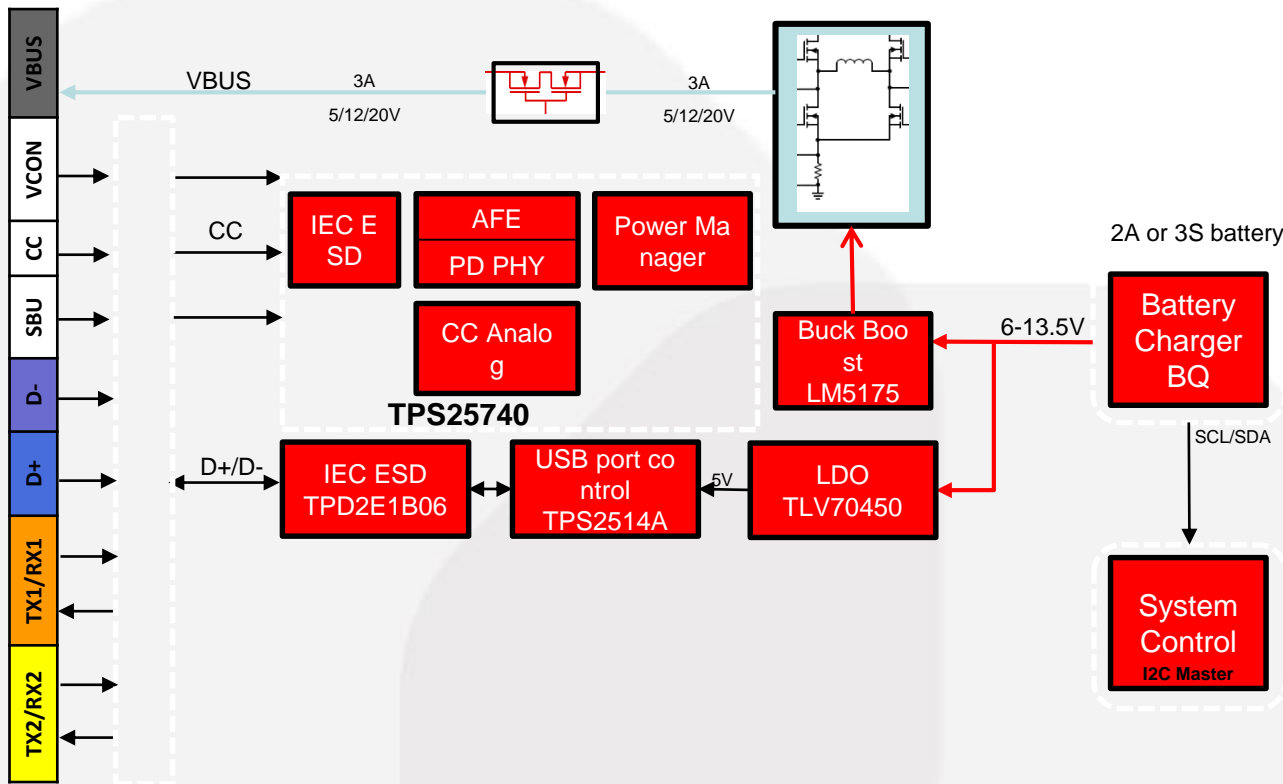 VBUS
VCON
CC
SBU
D-
D+
TX1/RX1
TX2/RX2
VBUS
3A
5/12/20V
3A
5/12/20V
CC
IEC E
SD
AFE
PD PHY
Power Ma
nager
CC Analo
g
TPS25740
2A or 3S battery
Battery
Charger
BQ
6-13.5V
Buck Boo
st
LM5175
SCL/SDA
D+/D-
IEC ESD
TPD2E1B06
USB port co
ntrol
TPS2514A
5V
LDO
TLV70450
System
Control
I2C Master